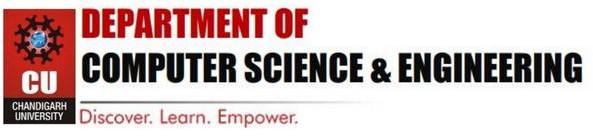 DEPARTMENT OF
COMPUTER SCIENCE & ENGINEERING
CU
CHANDIGARH
UNIVERSITY
Discover. Learn. Empower.